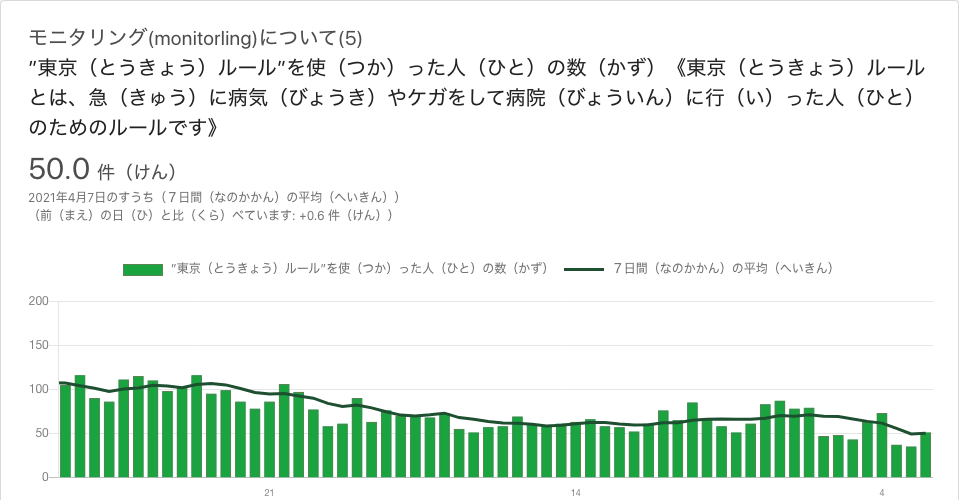 モニタリング(monitorling)について(5)
”東京（とうきょう）ルール”を使（つか）った人（ひと）の数（かず）《東京（とうきょう）ルール
とは、急（きゅう）に病気（びょうき）やケガをして病院（びょういん）に行（い）った人（ひと）
のためのルールです》
50.0 件（けん）
2021年4月7日のすうち（７日間（なのかかん）の平均（へいきん））
（前（まえ）の日（ひ）と比（くら）べています: +0.6 件（けん））
”東京（とうきょう）ルール”を使（つか）った人（ひと）の数（かず） ７日間（なのかかん）の平均（へいきん）
200
150
100
50
0
21 14 4